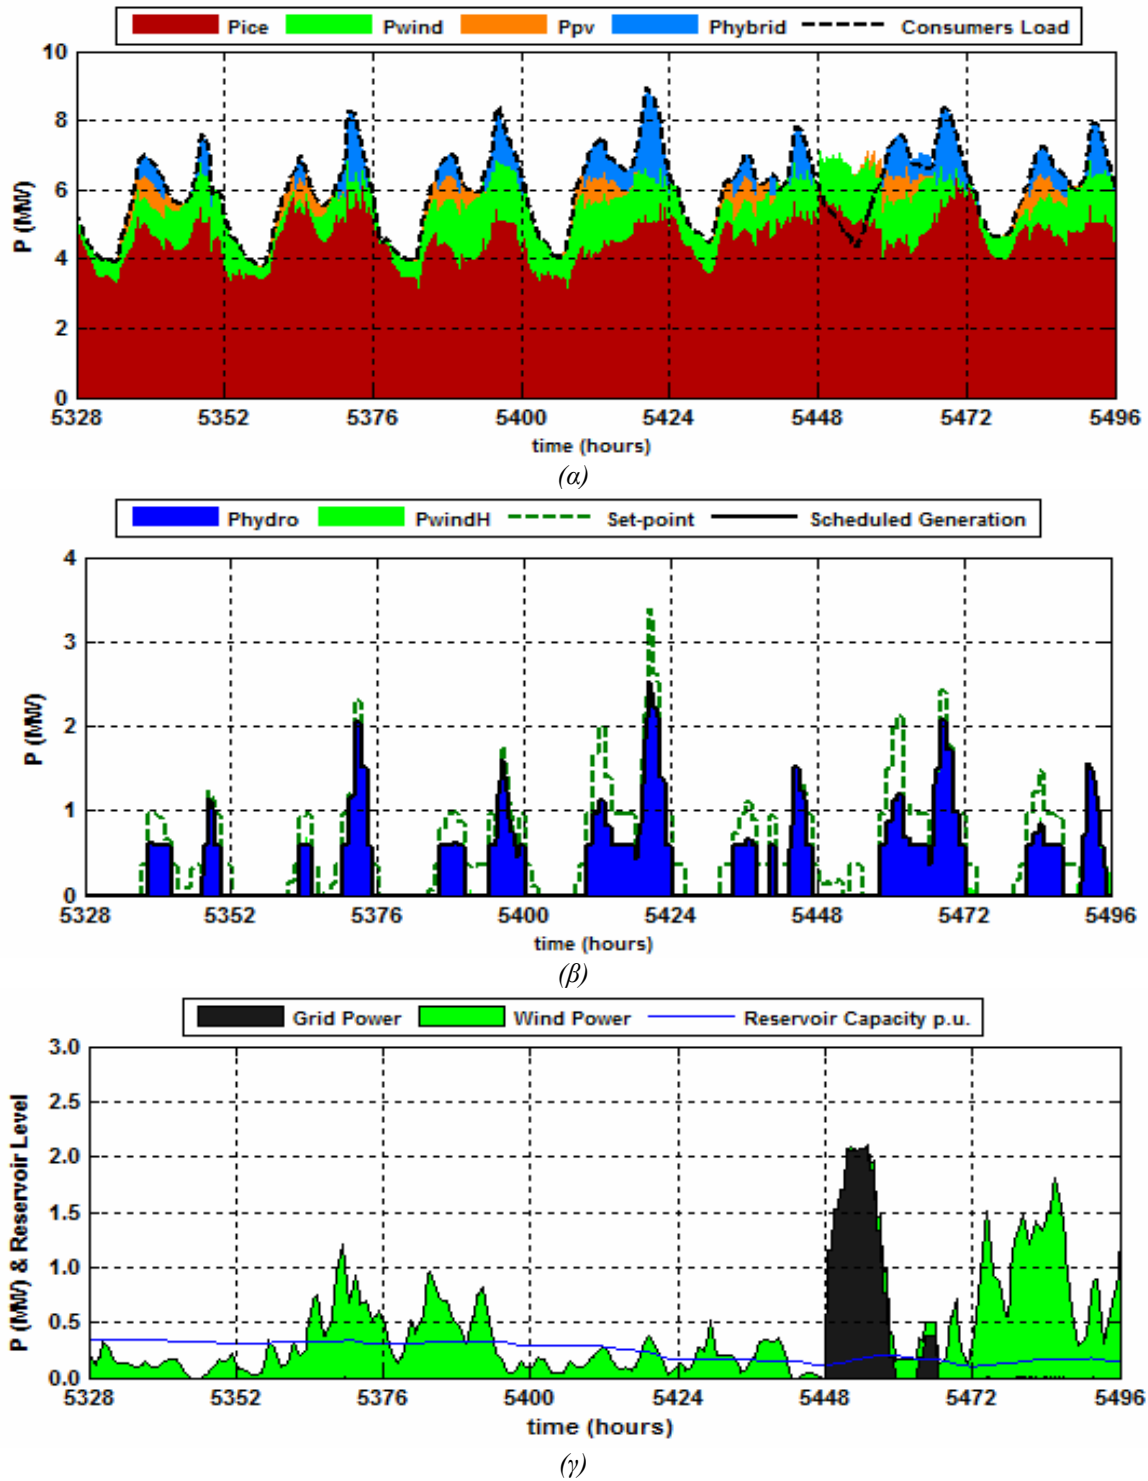 Pice Pwind Ppv Phybrid Consumers Load
10
8
6
4
2
0
P (MW)
5328 5352 5376 5400 5424 5448 5472 5496
time (hours)
(α)
Phydro PwindH Set-point Scheduled Generation
4
3
2
1
0
P (MW)
5328 5352 5376 5400 5424 5448 5472 5496
time (hours)
(β)
Grid Power Wind Power Reservoir Capacity p.u.
3.0
2.5
2.0
1.5
1.0
0.5
0.0
P (MW) & Reservoir Level
5328 5352 5376 5400 5424 5448 5472 5496
time (hours)
(γ)